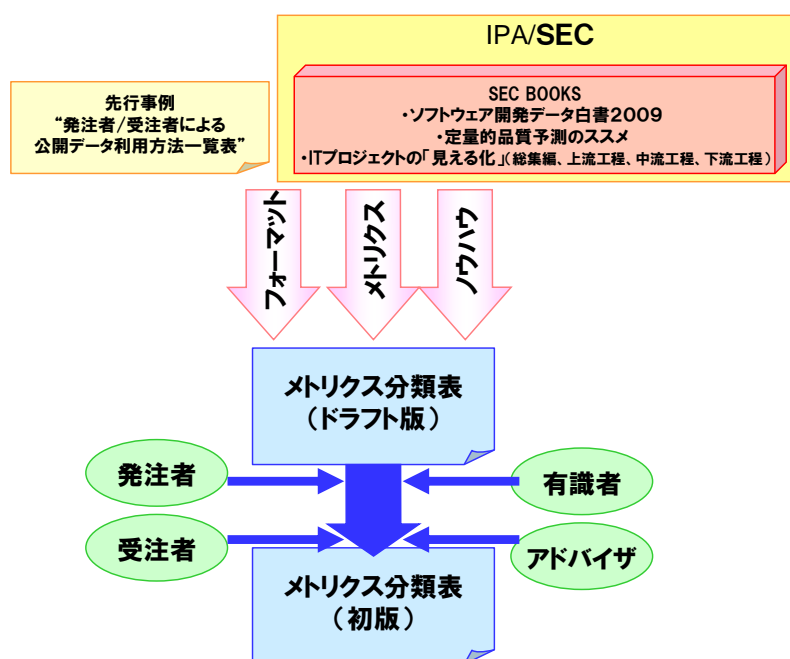 IPA/SEC
SEC BOOKS
・ソフトウェア開発データ白書2009
・定量的品質予測のススメ
・ITプロジェクトの「見える化」（総集編、上流工程、中流工程、下流工程）
先行事例
“発注者/受注者による
公開データ利用方法一覧表”
フォーマット
メトリクス
ノウハウ
メトリクス分類表
（ドラフト版）
発注者
有識者
受注者
アドバイザ
メトリクス分類表
（初版）